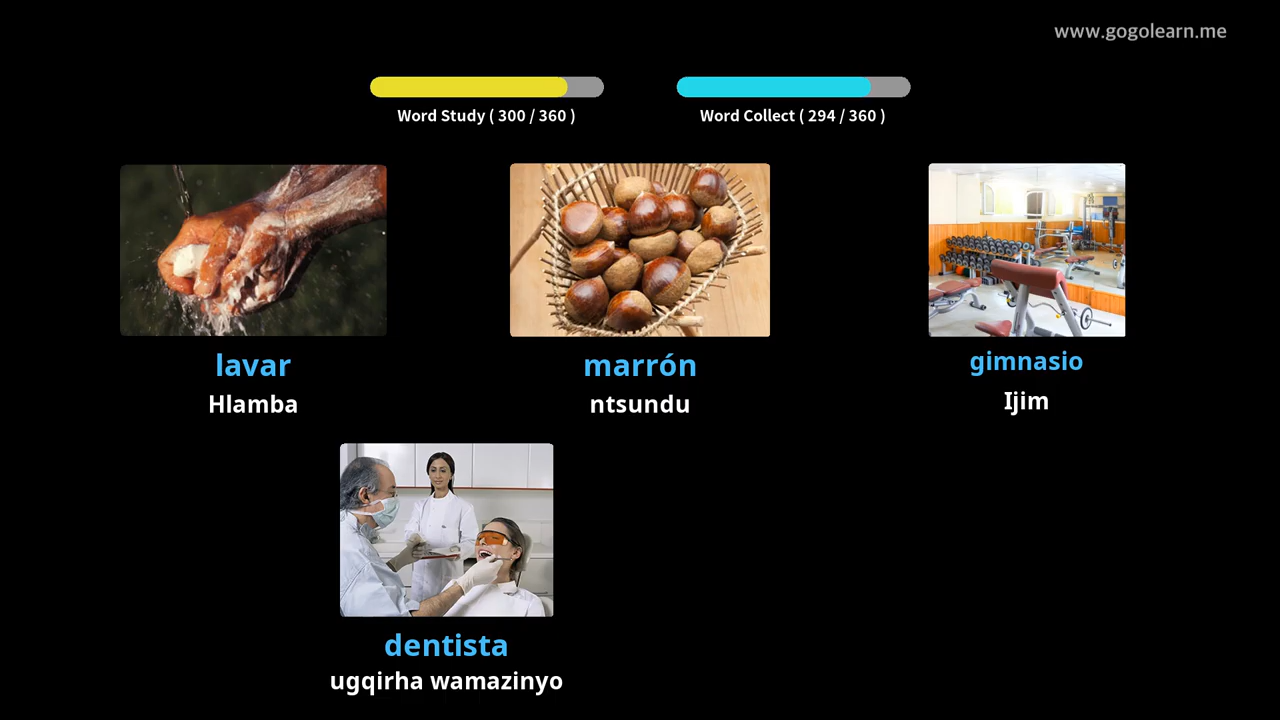 www.gogolearn.me
Word Study ( 300 / 360 )
Word Collect ( 294 / 360 )
lavar
Hlamba
marrón
ntsundu
gimnasio
Ijim
dentista
ugqirha wamazinyo